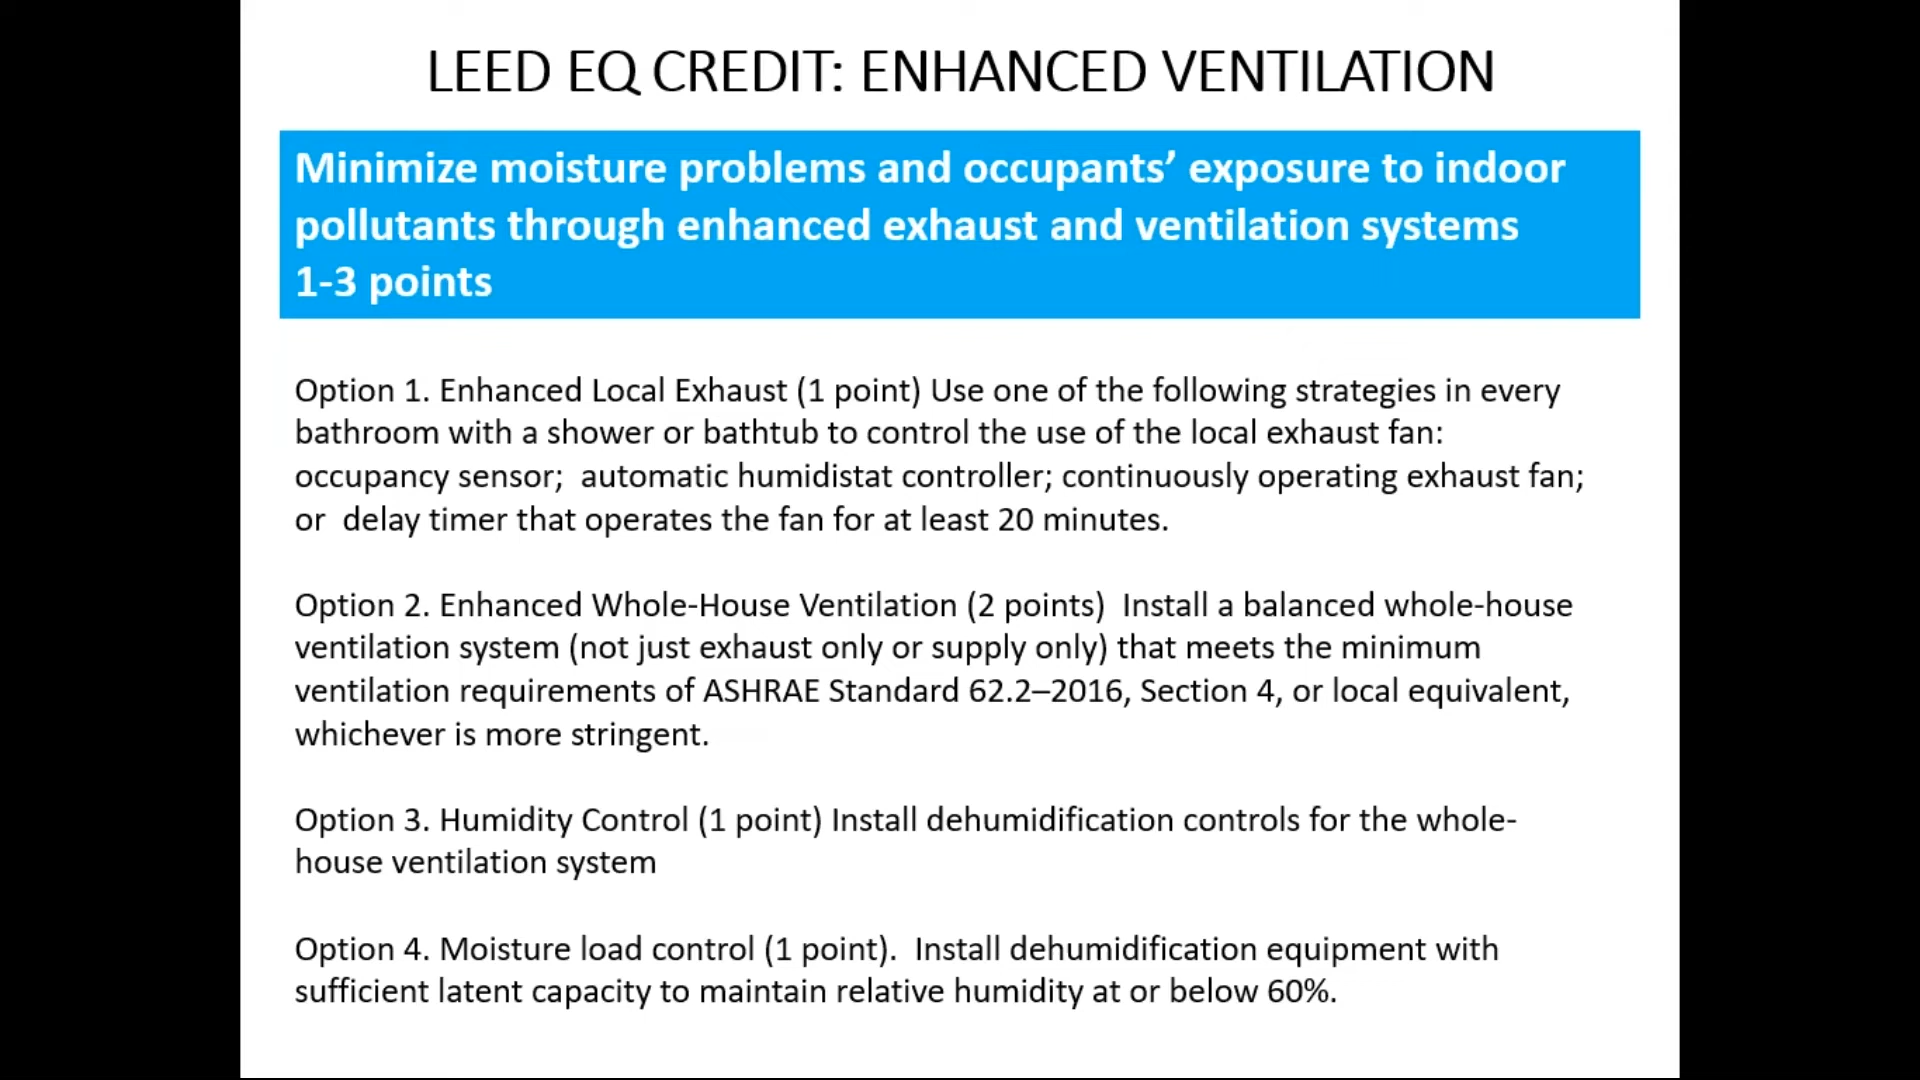 LEED EQ CREDIT: ENHANCED VENTILATION
Minimize moisture problems and occupants’ exposure to indoor
pollutants through enhanced exhaust and ventilation systems
1-3 points
Option 1. Enhanced Local Exhaust (1 point) Use one of the following strategies in every
bathroom with a shower or bathtub to control the use of the local exhaust fan:
occupancy sensor;  automatic humidistat controller; continuously operating exhaust fan;
or  delay timer that operates the fan for at least 20 minutes.
Option 2. Enhanced Whole-House Ventilation (2 points)  Install a balanced whole-house
ventilation system (not just exhaust only or supply only) that meets the minimum
ventilation requirements of ASHRAE Standard 62.2–2016, Section 4, or local equivalent,
whichever is more stringent.
Option 3. Humidity Control (1 point) Install dehumidification controls for the whole-
house ventilation system
Option 4. Moisture load control (1 point).  Install dehumidification equipment with
sufficient latent capacity to maintain relative humidity at or below 60%.